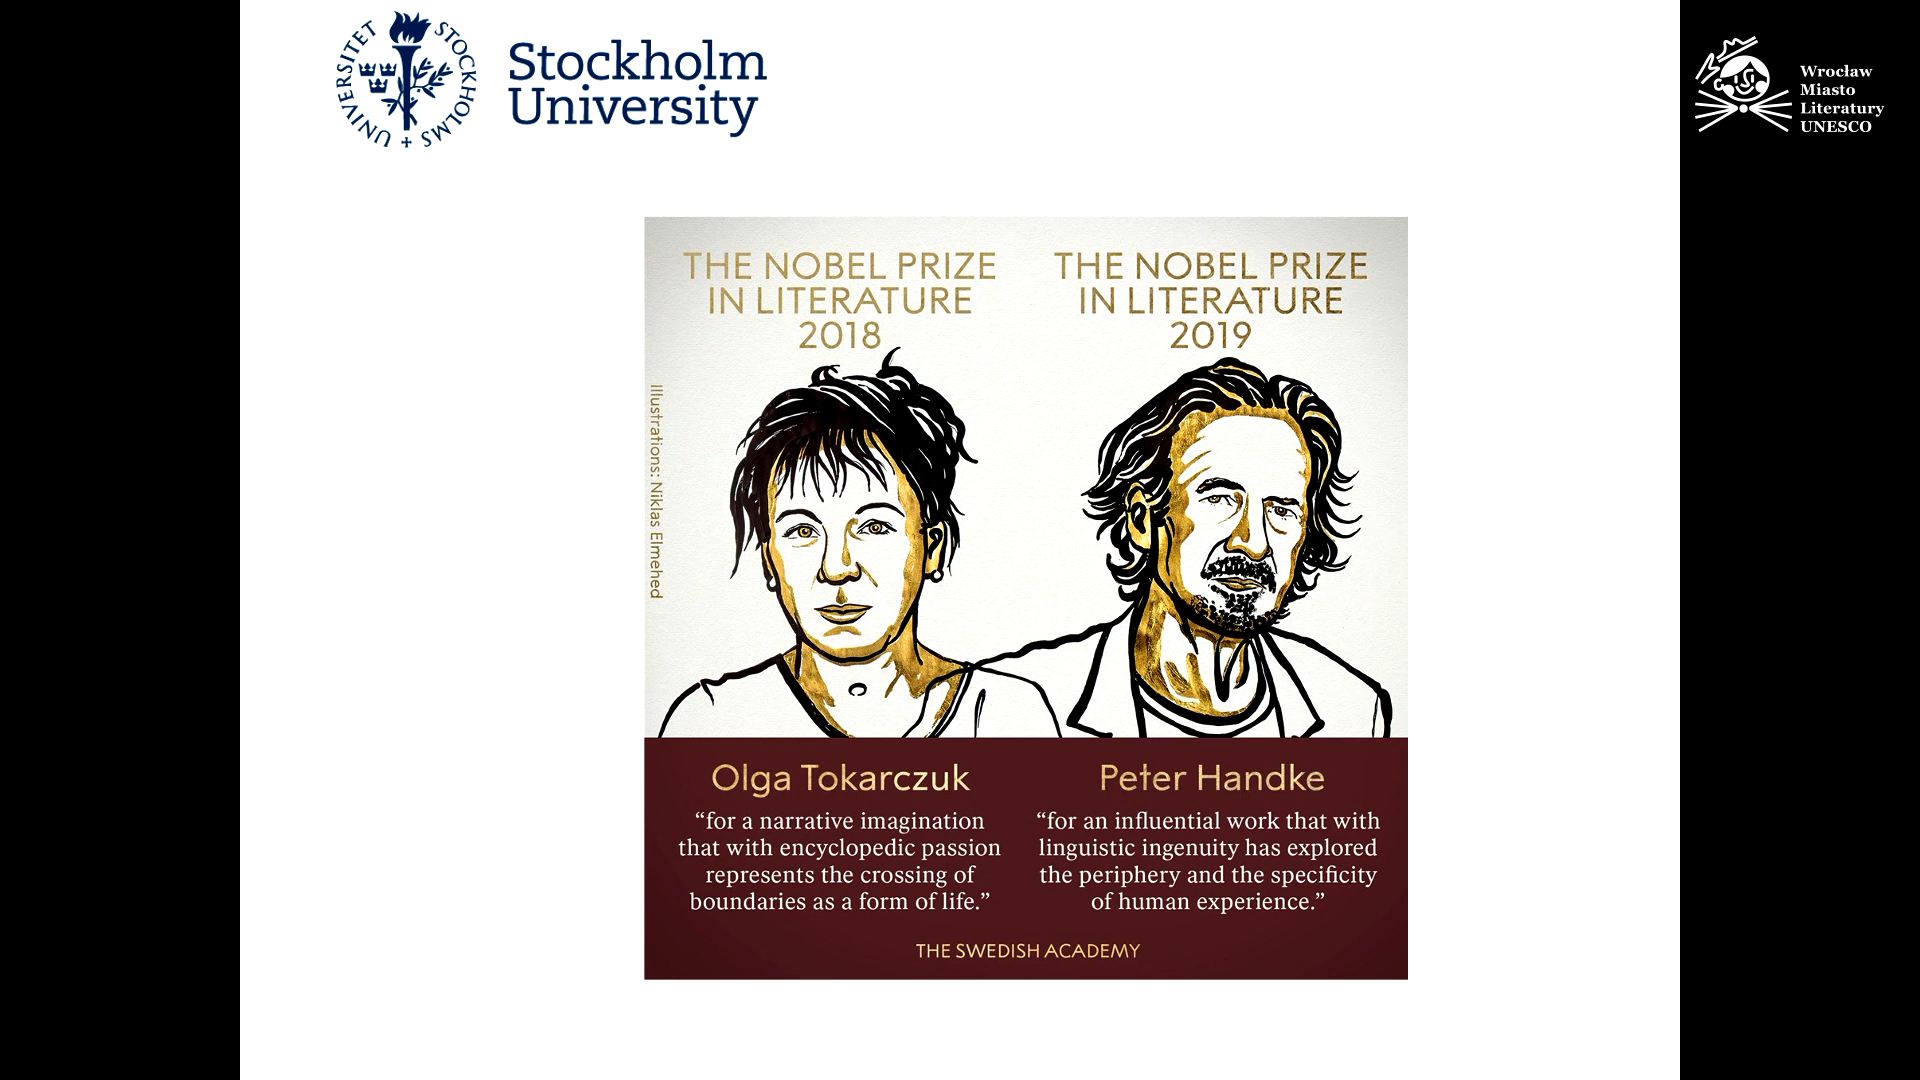 STOCKHOLMS UNIVERSITET
Stockholm
University
Wrocław
Miasto
Literatury
UNESCO
THE NOBEL PRIZE
IN LITERATURE
2018
THE NOBEL PRIZE
IN LITERATURE
2019
Illustrations: Niklas Elmehed
Olga Tokarczuk
“for a narrative imagination
that with encyclopedic passion
represents the crossing of
boundaries as a form of life.”
Peter Handke
“for an influential work that with
linguistic ingenuity has explored
the periphery and the specificity
of human experience.”
THE SWEDISH ACADEMY